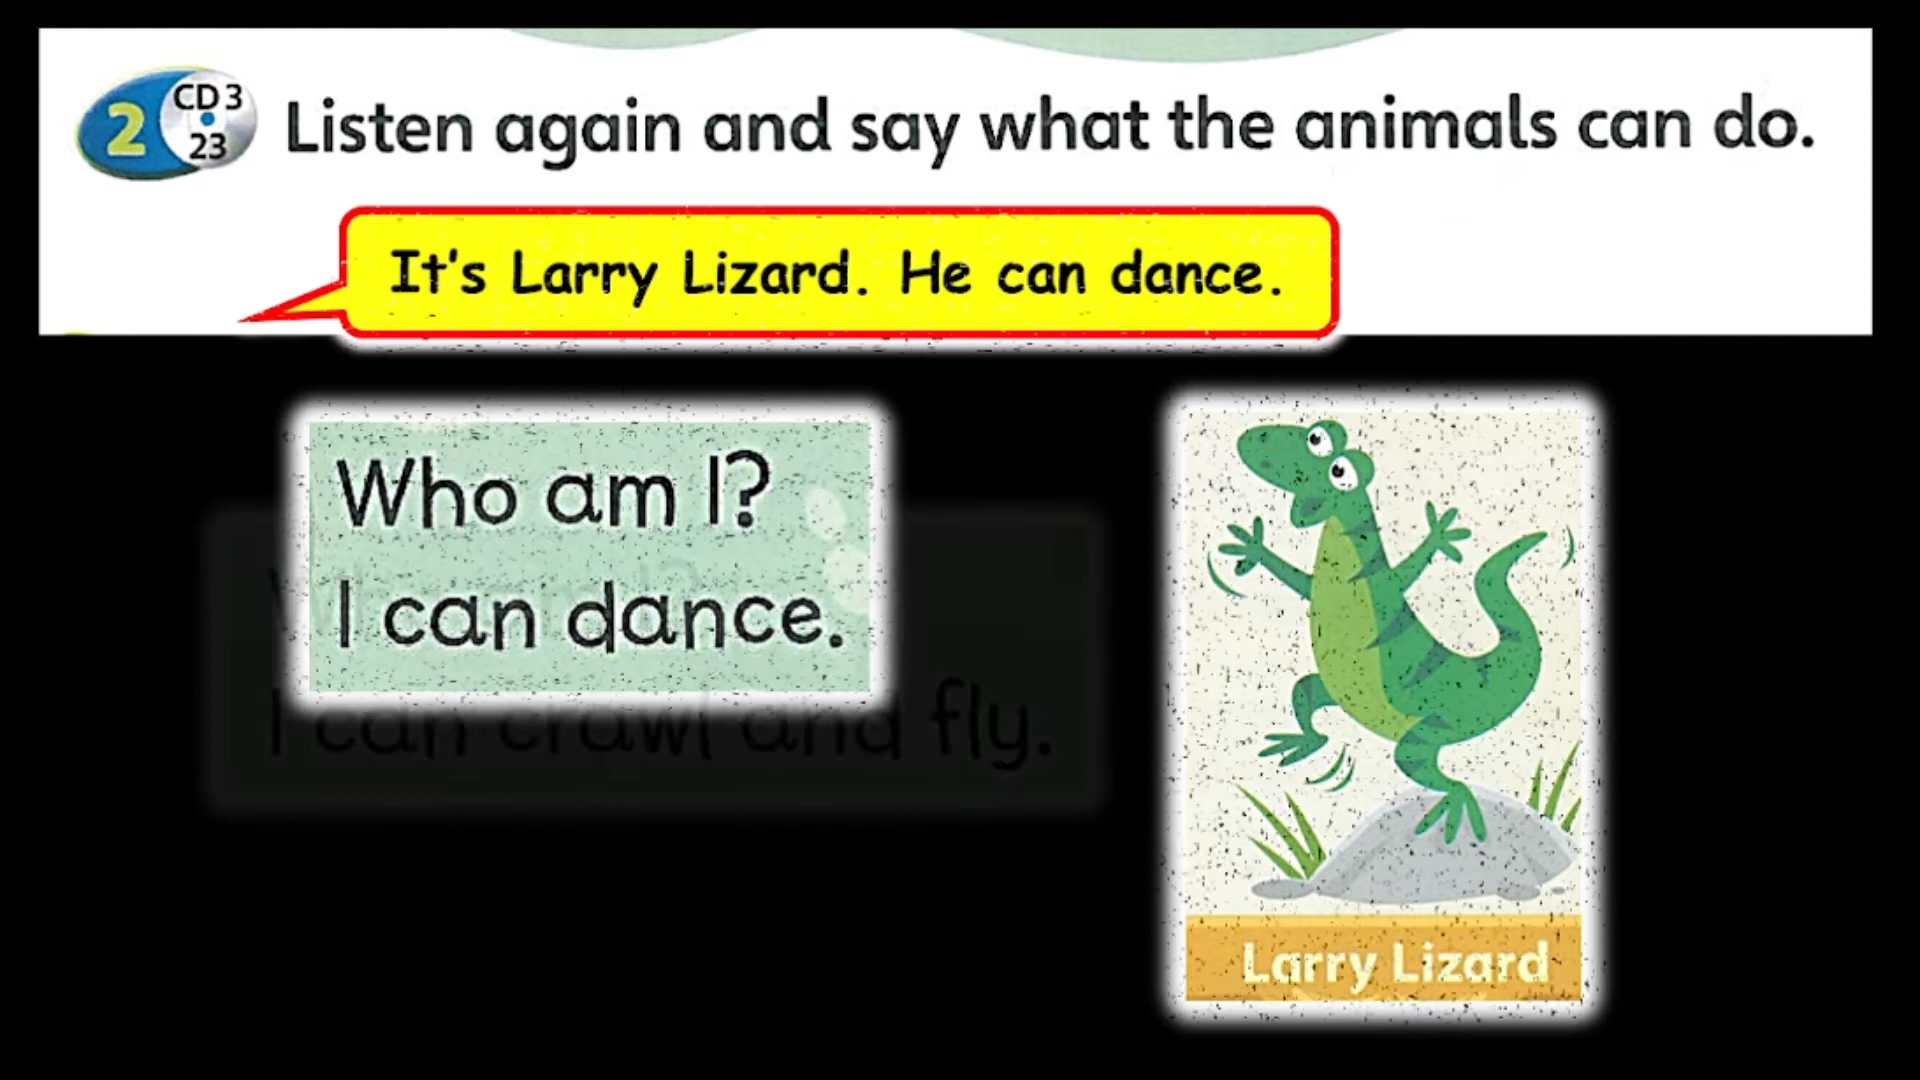 2 CD 3
23
Listen again and say what the animals can do.
It's Larry Lizard. He can dance.
Who am I?
I can dance.
I can crawl and fly.
Larry Lizard